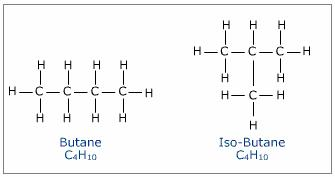 H H H H
H C C C C H
H H H H
Butane
C₄H₁₀
H H H
H C C C H
H H
H C H
H
Iso-Butane
C₄H₁₀